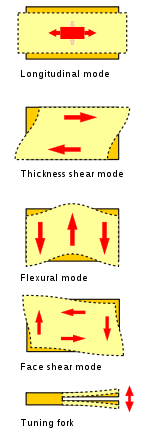 Longitudinal mode
Thickness shear mode
Flexural mode
Face shear mode
Tuning fork